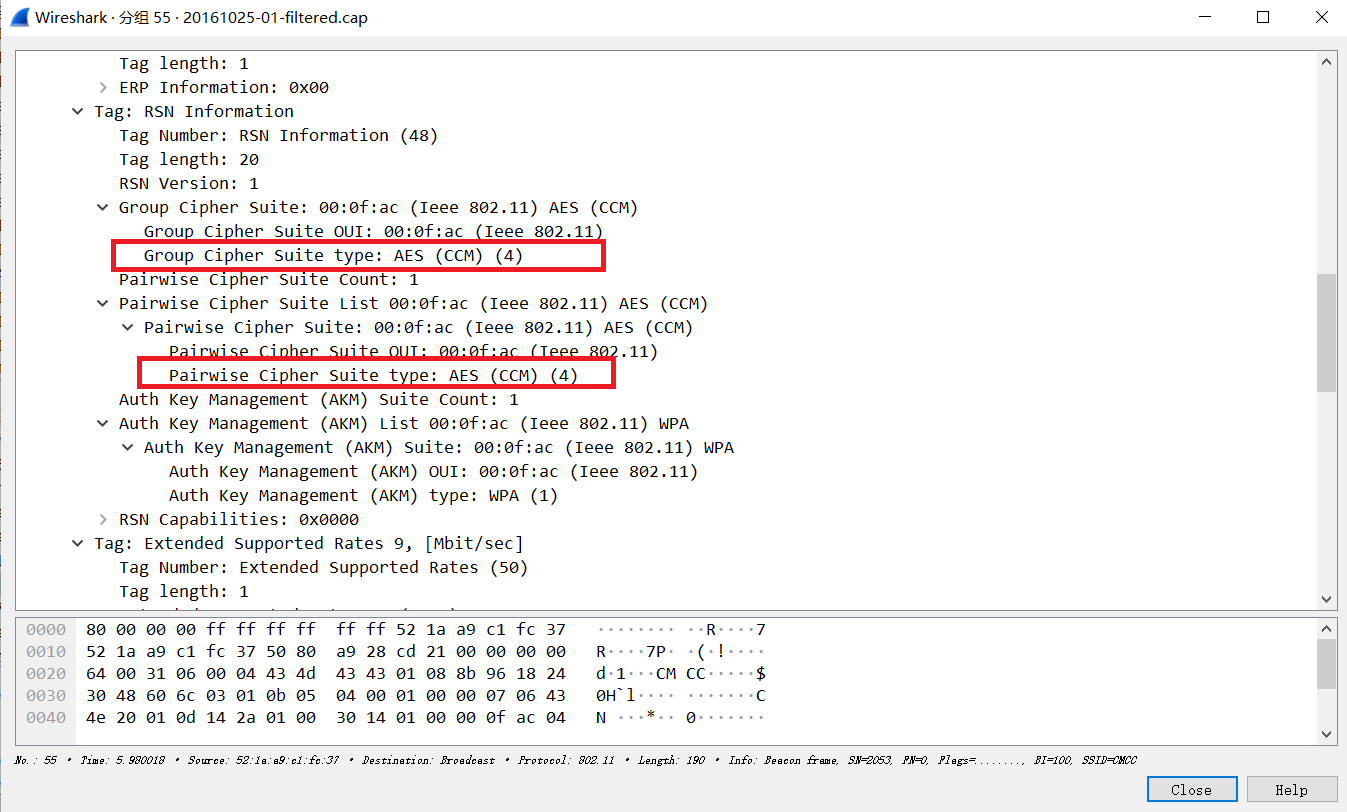 Wireshark · 分组 55 · 20161025-01-filtered.cap
Tag length: 1
ERP Information: 0x00
Tag: RSN Information
Tag Number: RSN Information (48)
Tag length: 20
RSN Version: 1
Group Cipher Suite: 00:0f:ac (Ieee 802.11) AES (CCM)
Group Cipher Suite OUI: 00:0f:ac (Ieee 802.11)
Group Cipher Suite type: AES (CCM) (4)
Pairwise Cipher Suite Count: 1
Pairwise Cipher Suite List 00:0f:ac (Ieee 802.11) AES (CCM)
Pairwise Cipher Suite: 00:0f:ac (Ieee 802.11) AES (CCM)
Pairwise Cipher Suite OUI: 00:0f:ac (Ieee 802.11)
Pairwise Cipher Suite type: AES (CCM) (4)
Auth Key Management (AKM) Suite Count: 1
Auth Key Management (AKM) List 00:0f:ac (Ieee 802.11) WPA
Auth Key Management (AKM) Suite: 00:0f:ac (Ieee 802.11) WPA
Auth Key Management (AKM) OUI: 00:0f:ac (Ieee 802.11)
Auth Key Management (AKM) type: WPA (1)
RSN Capabilities: 0x0000
Tag: Extended Supported Rates 9, [Mbit/sec]
Tag Number: Extended Supported Rates (50)
Tag length: 1
0000 80 00 00 00 ff ff ff ff ff ff 52 1a a9 c1 fc 37 ········ ··R····7
0010 52 1a a9 c1 fc 37 50 80 a9 28 cd 21 00 00 00 00 R····7P· ·(·!····
0020 64 00 31 06 00 04 43 4d 43 43 01 08 8b 96 18 24 d·1···CM CC·····$
0030 30 48 60 6c 03 01 0b 05 04 00 01 00 00 07 06 43 0H`l···· ·······C
0040 4e 20 01 0d 14 2a 01 00 30 14 01 00 00 0f ac 04 N ···*·· 0·······
No.: 55 · Time: 5.980018 · Source: 52:1a:a9:c1:fc:37 · Destination: Broadcast · Protocol: 802.11 · Length: 190 · Info: Beacon frame, SN=2053, FN=0, Flags=........, BI=100, SSID=CMCC
Close
Help